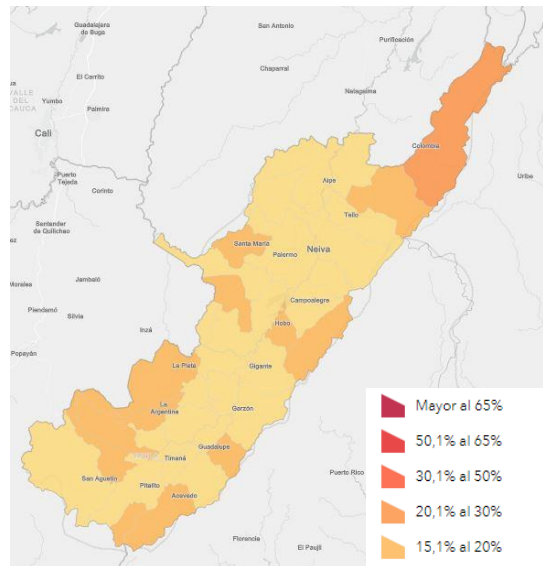 Guadalajara
de Buga
San Antonio
Purificación
Chaparral
El Cerrito
VALLE
DEL
CAUCA
Yumbo
Palmira
Natagaima
Cali
Colombia
Puerto
Tejada
Corinto
Aipe
Uribe
Santander
de Quilichao
Tello
Santa María
Neiva
Palermo
Jambaló
Morales
Campoalegre
Piendamó
Silvia
Hobo
Inzá
Popayán
La Plata
Gigante
La
Argentina
Garzón
Guadalupe
Timaná
San Agustín
Pitalito
Acevedo
Puerto Rico
Florencia
El Paujil
Mayor al 65%
50,1% al 65%
30,1% al 50%
20,1% al 30%
15,1% al 20%